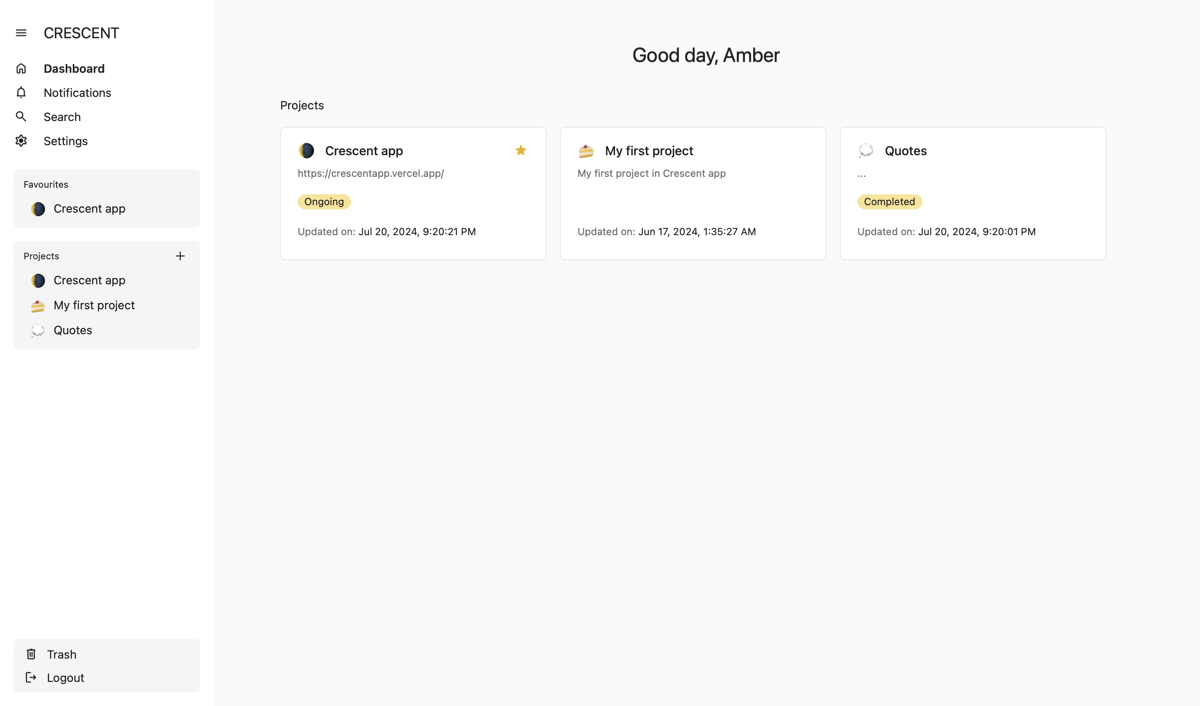 CRESCENT
Dashboard
Notifications
Search
Settings
Favourites
Crescent app
Projects
Crescent app
My first project
Quotes
Trash
Logout
Good day, Amber
Projects
Crescent app
https://crescentapp.vercel.app/
Ongoing
Updated on: Jul 20, 2024, 9:20:21 PM
My first project
My first project in Crescent app
Updated on: Jun 17, 2024, 1:35:27 AM
Quotes
...
Completed
Updated on: Jul 20, 2024, 9:20:01 PM